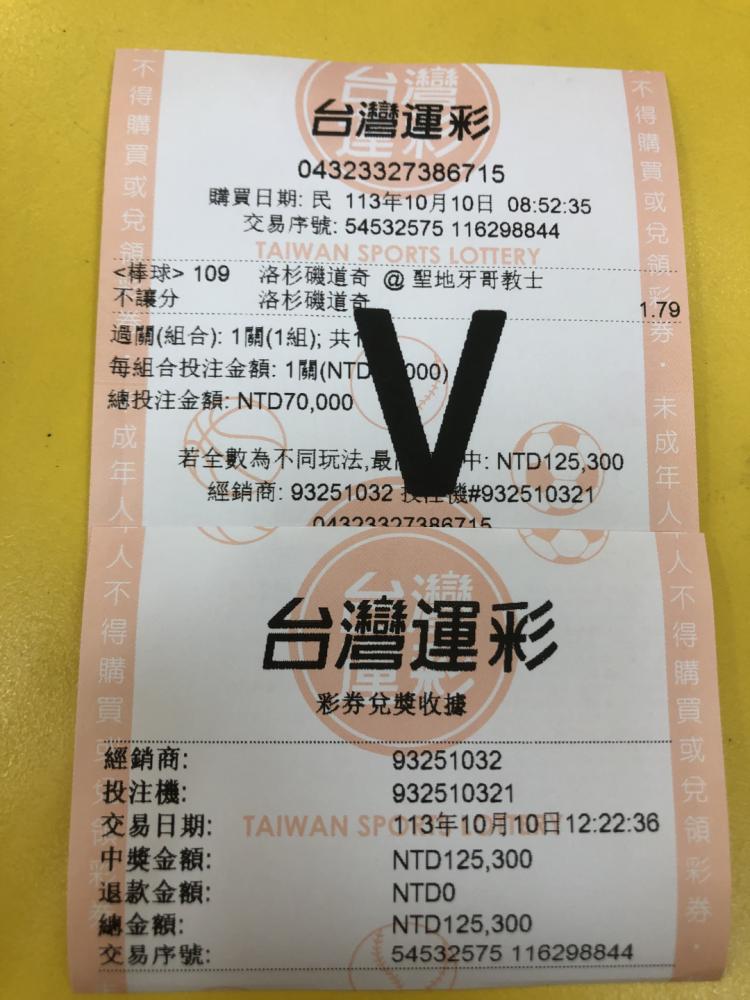 台灣運彩
04323327386715
購買日期: 民 113年10月10日 08:52:35
交易序號: 54532575 116298844
TAIWAN SPORTS LOTTERY
<棒球> 109 洛杉磯道奇 @ 聖地牙哥教士
不讓分 洛杉磯道奇 1.79
過關(組合): 1關(1組); 共1
每組合投注金額: 1關(NTD 000)
總投注金額: NTD70,000
若全數為不同玩法,最 中: NTD125,300
經銷商: 93251032 投注機#932510321
04323327386715
不得購買或兌領彩券
未成年人
台灣運彩
彩券兌獎收據
經銷商: 93251032
投注機: 932510321
交易日期: 113年10月10日12:22:36
TAIWAN SPORTS LOTTERY
中獎金額: NTD125,300
退款金額: NTD0
總金額: NTD125,300
交易序號: 54532575 116298844
人不得購買或兌領彩券